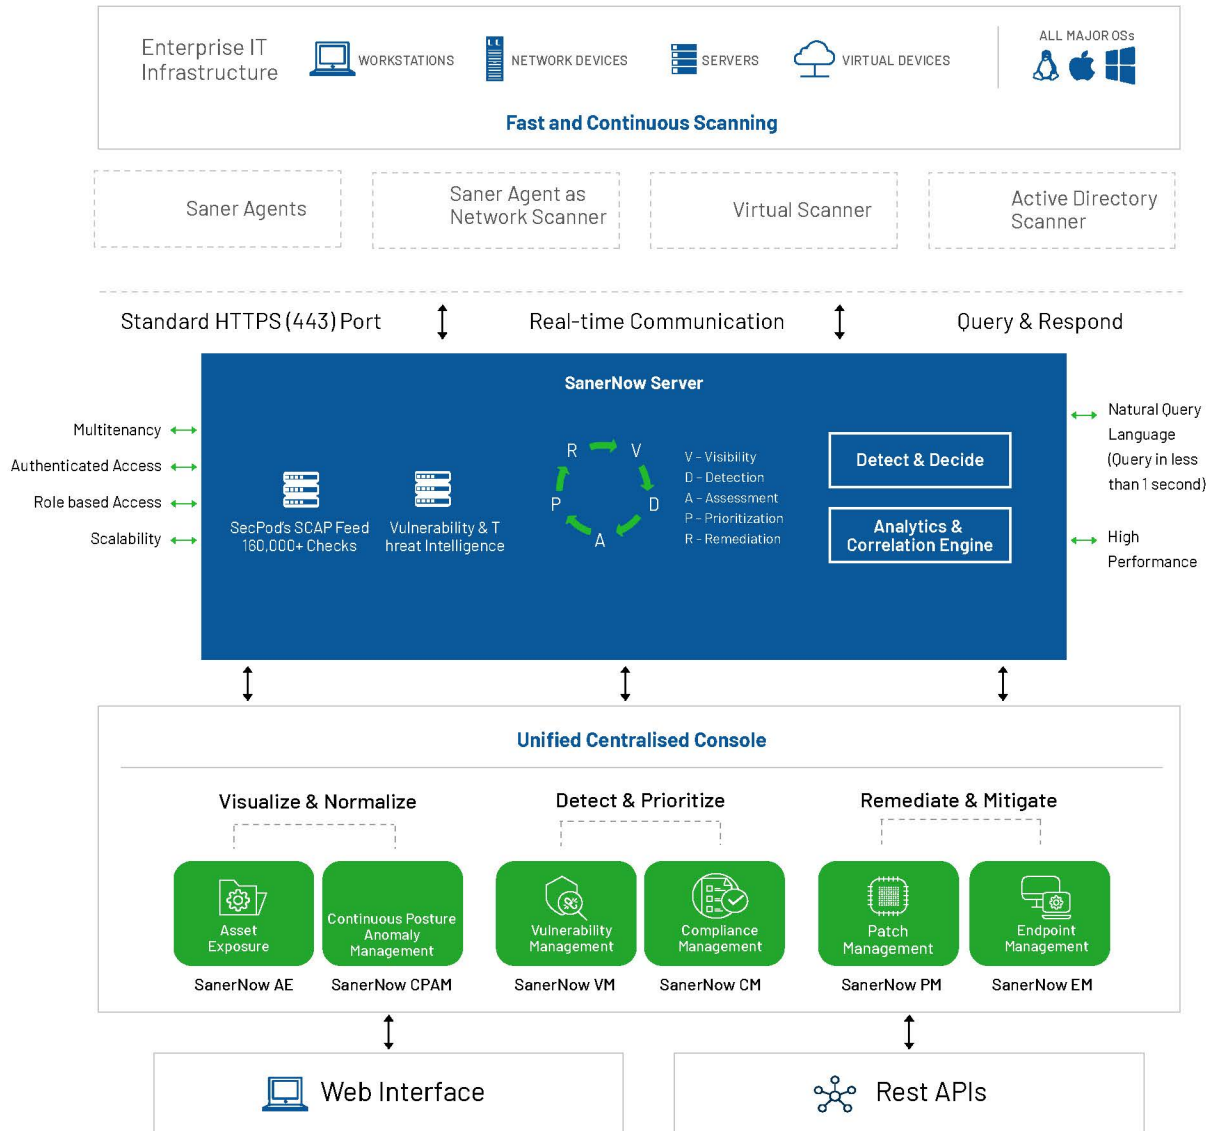 Enterprise IT
Infrastructure
WORKSTATIONS
NETWORK DEVICES
SERVERS
VIRTUAL DEVICES
ALL MAJOR OSs
Fast and Continuous Scanning
Saner Agents
Saner Agent as
Network Scanner
Virtual Scanner
Active Directory
Scanner
Standard HTTPS (443) Port
Real-time Communication
Query & Respond
SanerNow Server
Multitenancy
Authenticated Access
Role based Access
Scalability
SecPod's SCAP Feed
160,000+ Checks
Vulnerability & T
hreat Intelligence
R
V
P
D
A
V - Visibility
D - Detection
A - Assessment
P - Prioritization
R - Remediation
Detect & Decide
Analytics &
Correlation Engine
Natural Query
Language
(Query in less
than 1 second)
High
Performance
Unified Centralised Console
Visualize & Normalize
Detect & Prioritize
Remediate & Mitigate
Asset
Exposure
Continuous Posture
Anomaly
Management
Vulnerability
Management
Compliance
Management
Patch
Management
Endpoint
Management
SanerNow AE
SanerNow CPAM
SanerNow VM
SanerNow CM
SanerNow PM
SanerNow EM
Web Interface
Rest APIs